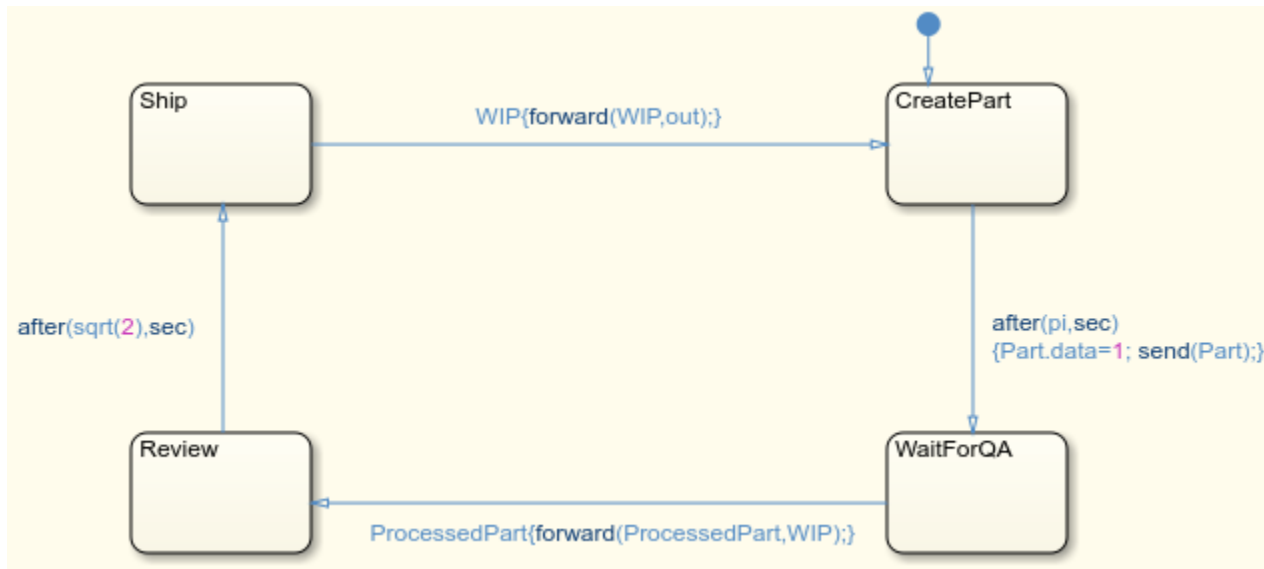 Ship
WIP{forward(WIP,out);}
CreatePart
after(sqrt(2),sec)
after(pi,sec)
{Part.data=1; send(Part);}
Review
ProcessedPart{forward(ProcessedPart,WIP);}
WaitForQA